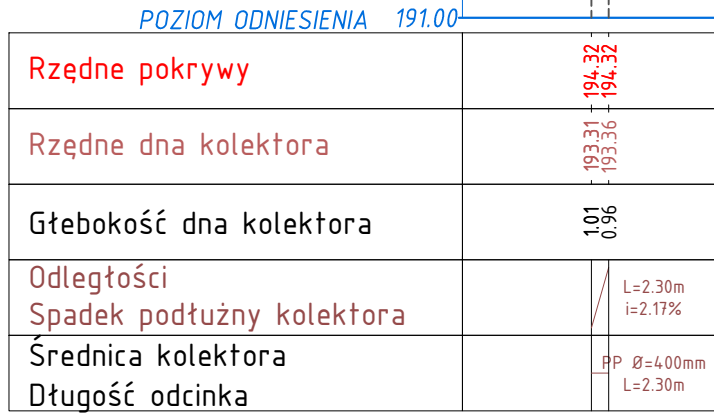 POZIOM ODNIESIENIA 191.00
Rzędne pokrywy
194.32
194.32
Rzędne dna kolektora
193.31
193.36
Głebokość dna kolektora
1.01
0.96
Odległości
Spadek podłużny kolektora
L=2.30m
i=2.17%
Średnica kolektora
Długość odcinka
PP Ø=400mm
L=2.30m